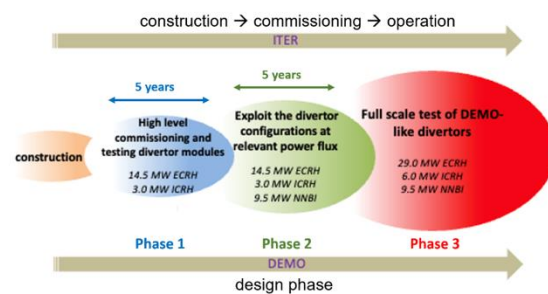 construction → commissioning → operation
ITER
5 years
5 years
construction
High level
commissioning and
testing divertor modules
14.5 MW ECRH
3.0 MW ICRH
Exploit the divertor
configurations at
relevant power flux
14.5 MW ECRH
3.0 MW ICRH
9.5 MW NNBI
Full scale test of DEMO-
like divertors
29.0 MW ECRH
6.0 MW ICRH
9.5 MW NNBI
Phase 1
Phase 2
Phase 3
DEMO
design phase